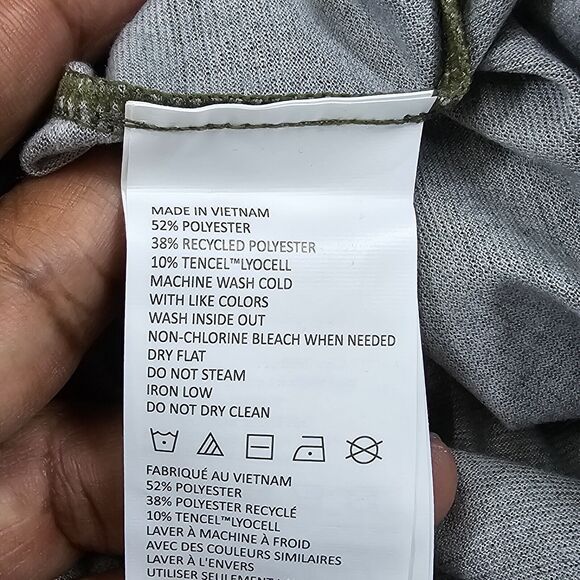 MADE IN VIETNAM
52% POLYESTER
38% RECYCLED POLYESTER
10% TENCEL™LYOCELL
MACHINE WASH COLD
WITH LIKE COLORS
WASH INSIDE OUT
NON-CHLORINE BLEACH WHEN NEEDED
DRY FLAT
DO NOT STEAM
IRON LOW
DO NOT DRY CLEAN
FABRIQUÉ AU VIETNAM
52% POLYESTER
38% POLYESTER RECYCLÉ
10% TENCEL™LYOCELL
LAVER À MACHINE À FROID
AVEC DES COULEURS SIMILAIRES
LAVER À L'ENVERS
UTILISER SEULEMENT